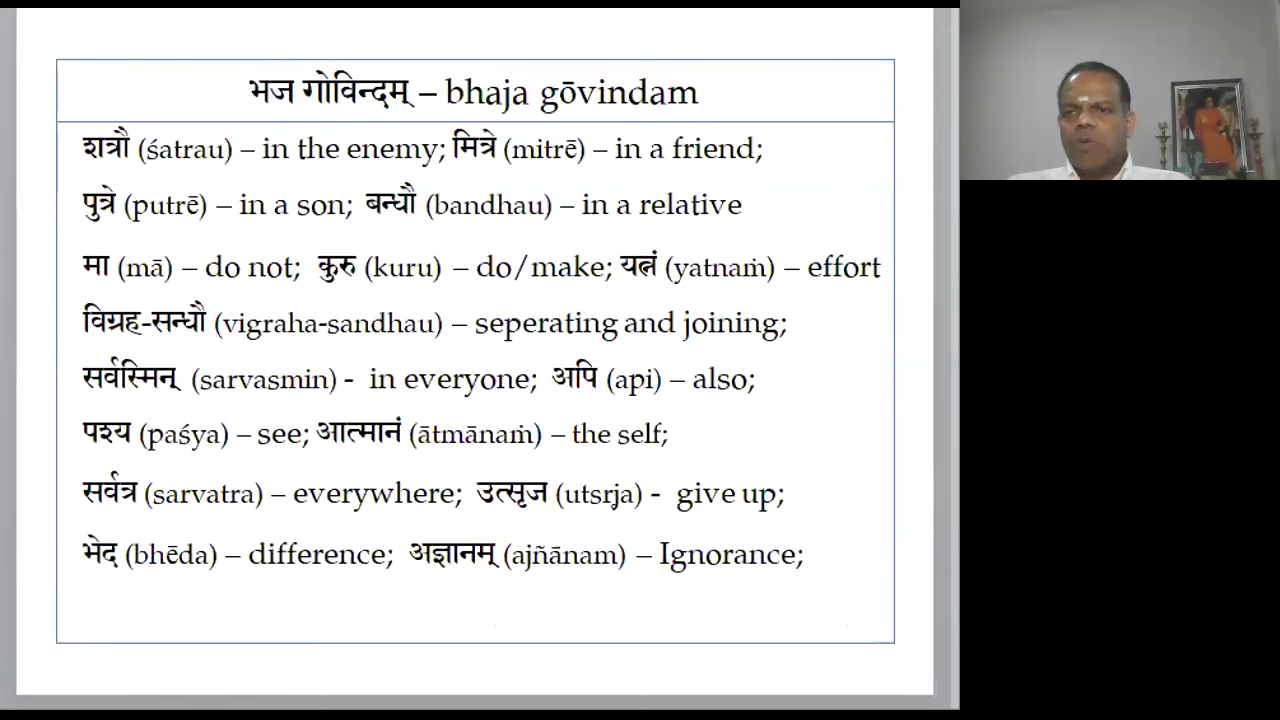 भज गोविन्दम् – bhaja gōvindam
शत्रौ (śatrau) – in the enemy; मित्रे (mitrē) – in a friend;
पुत्रे (putrē) – in a son; बन्धौ (bandhau) – in a relative
मा (mā) – do not; कुरु (kuru) – do/make; यत्नं (yatnaṁ) – effort
विग्रह-सन्धौ (vigraha-sandhau) – seperating and joining;
सर्वस्मिन् (sarvasmin) - in everyone; अपि (api) – also;
पश्य (paśya) – see; आत्मानं (ātmānaṁ) – the self;
सर्वत्र (sarvatra) – everywhere; उत्सृज (utsṛja) - give up;
भेद (bhēda) – difference; अज्ञानम् (ajñānam) – Ignorance;